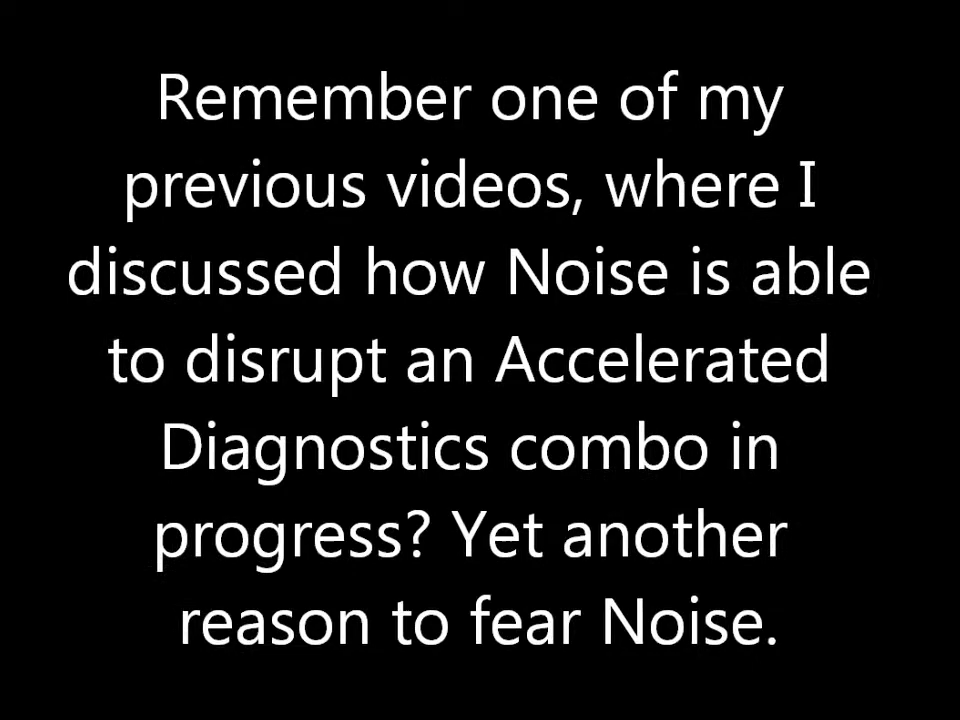 Remember one of my
previous videos, where I
discussed how Noise is able
to disrupt an Accelerated
Diagnostics combo in
progress? Yet another
reason to fear Noise.